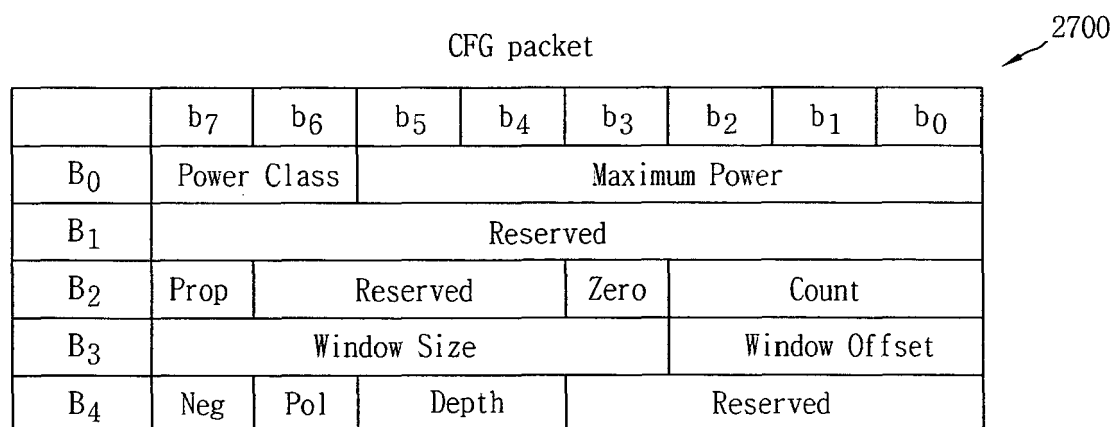 2700
CFG packet
b7 b6 b5 b4 b3 b2 b1 b0
B0 Power Class Maximum Power
B1 Reserved
B2 Prop Reserved Zero Count
B3 Window Size Window Offset
B4 Neg Pol Depth Reserved